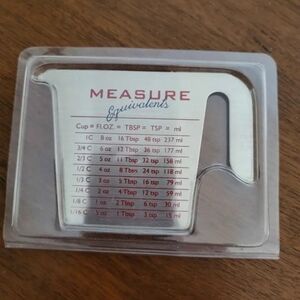 MEASURE
Equivalents
Cup = FL.OZ. = TBSP = TSP = ml
1C 8 oz 16 Tbsp 48 tsp 237 ml
3/4 C 6 oz 12 Tbsp 36 tsp 177 ml
2/3 C 5 oz 11 Tbsp 32 tsp 158 ml
1/2 C 4 oz 8 Tbsp 24 tsp 118 ml
1/3 C 3 oz 5 Tbsp 16 tsp 79 ml
1/4 C 2 oz 4 Tbsp 12 tsp 59 ml
1/8 C 1 oz 2 Tbsp 6 tsp 30 ml
1/16 C .5 oz 1 Tbsp 3 tsp 15 ml